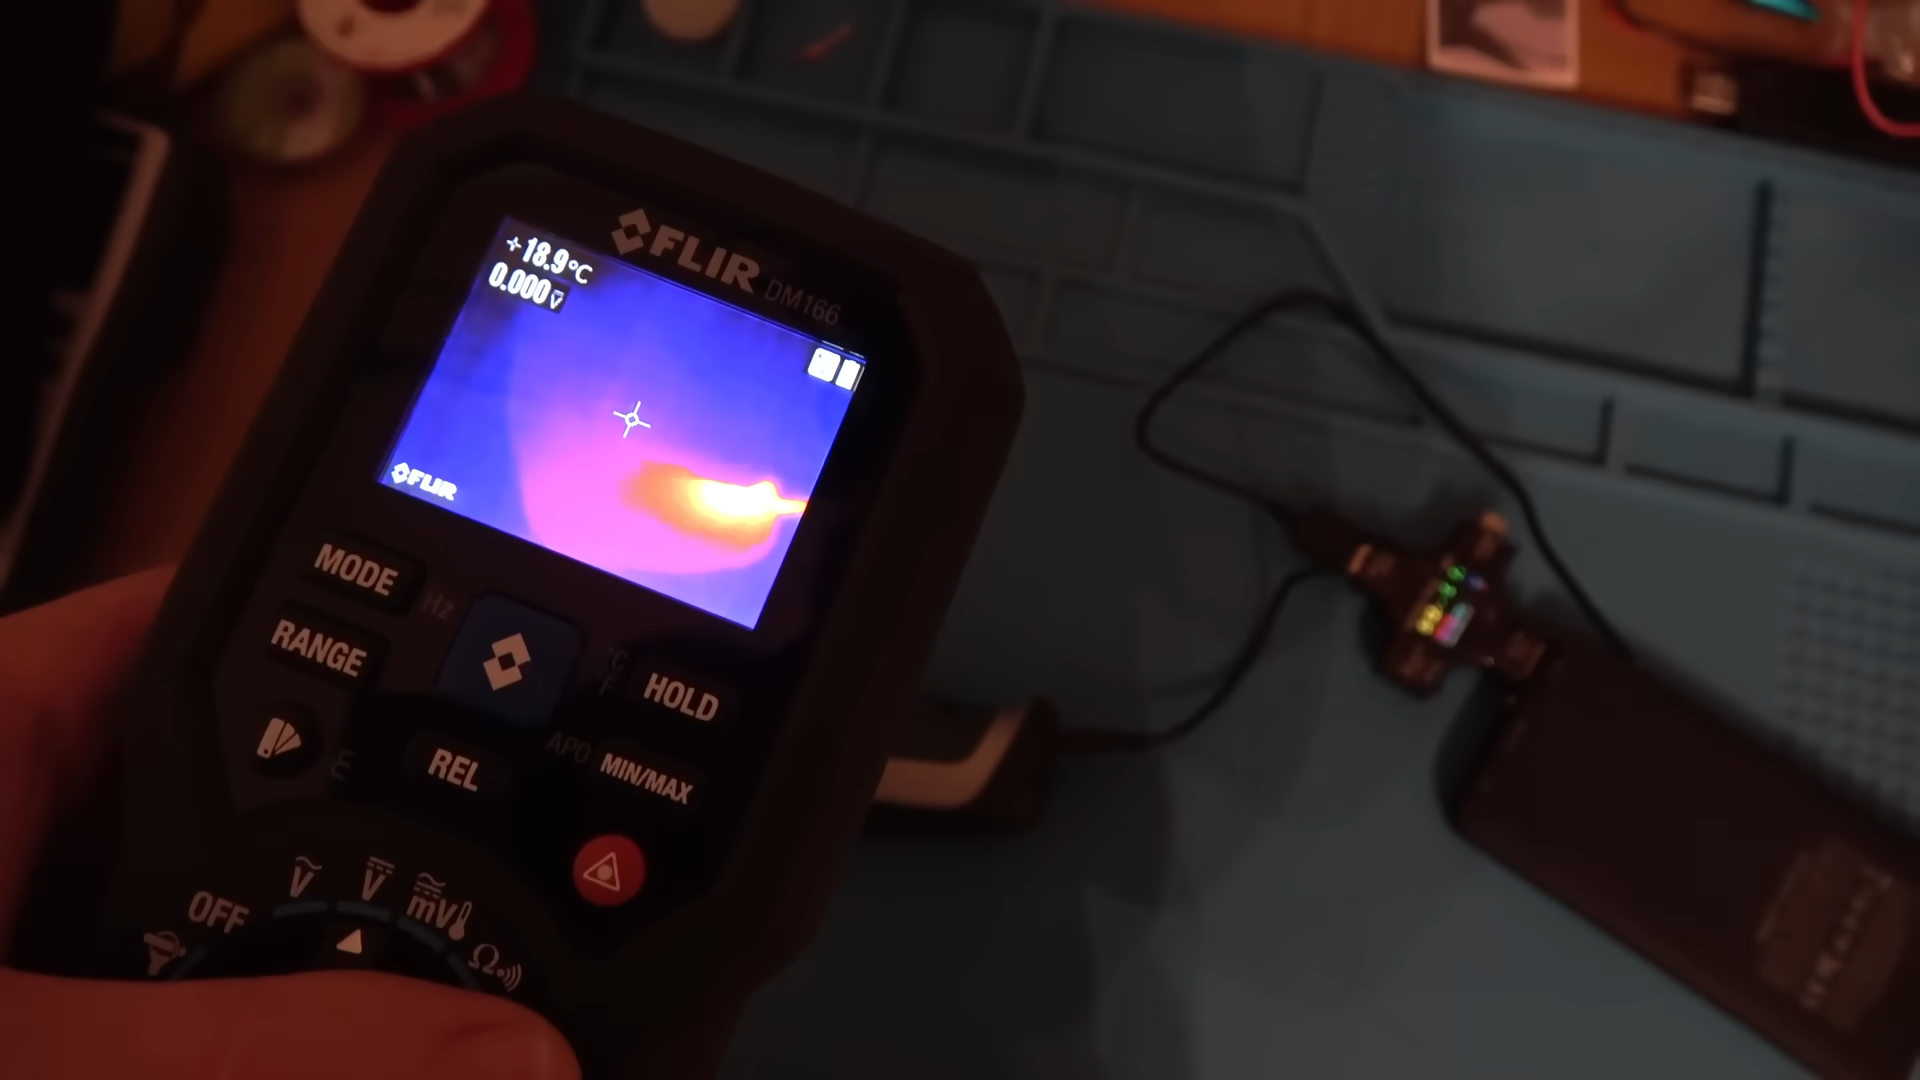 FLIR
DM166
+18.9°C
0.000V
FLIR
MODE
Hz
RANGE
°C
°F
HOLD
ε
REL
APO
MIN/MAX
OFF
V
V
mV
Ω